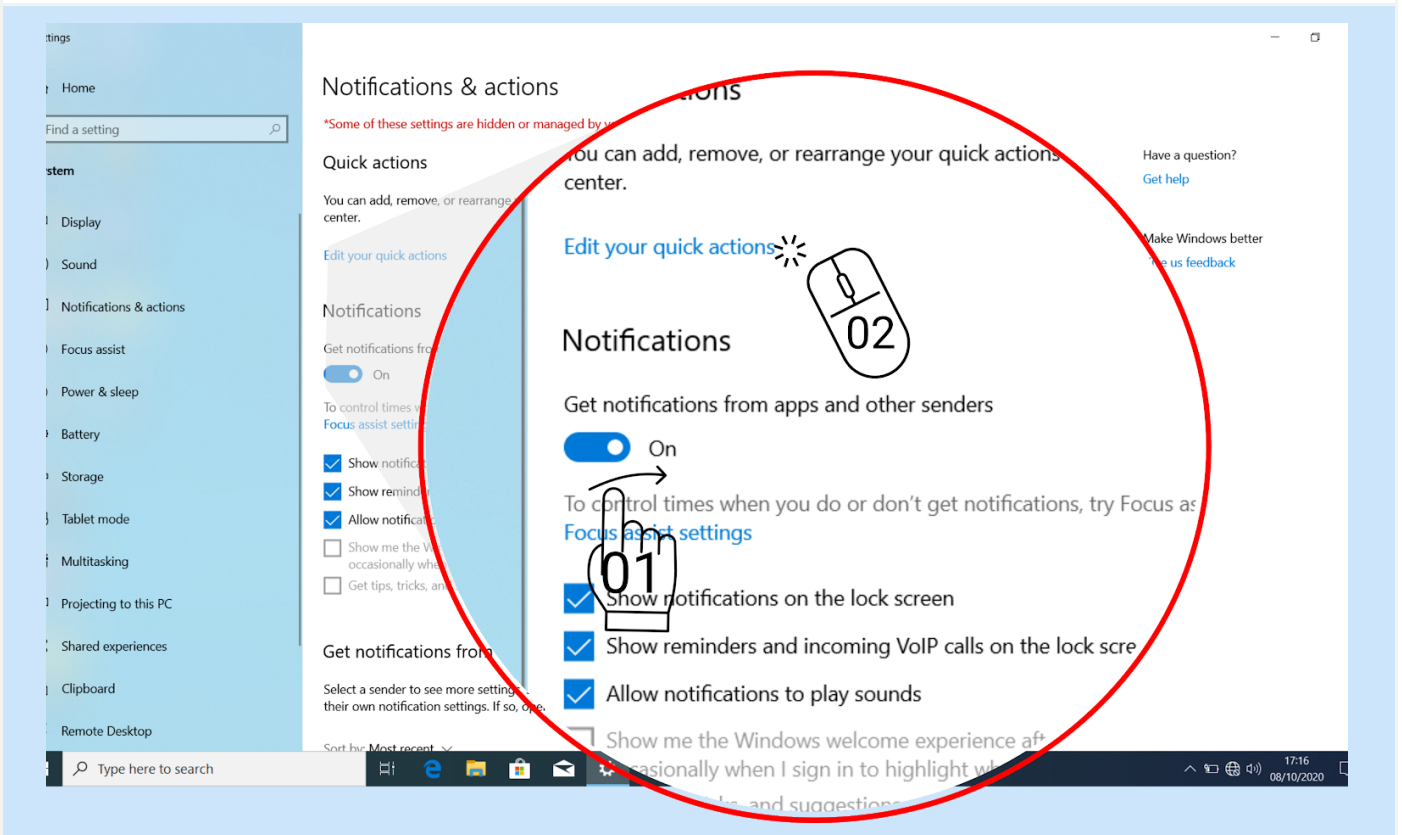 ttings
Home
Find a setting
stem
Display
Sound
Notifications & actions
Focus assist
Power & sleep
Battery
Storage
Tablet mode
Multitasking
Projecting to this PC
Shared experiences
Clipboard
Remote Desktop
Notifications & actions
*Some of these settings are hidden or managed by
Quick actions
You can add, remove, or rearrange
center.
Edit your quick actions
Notifications
Get notifications fro
On
To control times w
Focus assist settin
Show notifica
Show remind
Allow notificati
Show me the W
occasionally whe
Get tips, tricks, an
Get notifications from
Select a sender to see more settings.
their own notification settings. If so, open
Sort by: Most recent
ons
You can add, remove, or rearrange your quick actions
center.
Edit your quick actions
02
Notifications
Get notifications from apps and other senders
On
To control times when you do or don't get notifications, try Focus as
Focus assist settings
01
Show notifications on the lock screen
Show reminders and incoming VoIP calls on the lock scre
Allow notifications to play sounds
Show me the Windows welcome experience aft
casionally when I sign in to highlight wh
and suggestions
Have a question?
Get help
Make Windows better
us feedback
Type here to search
17:16
08/10/2020